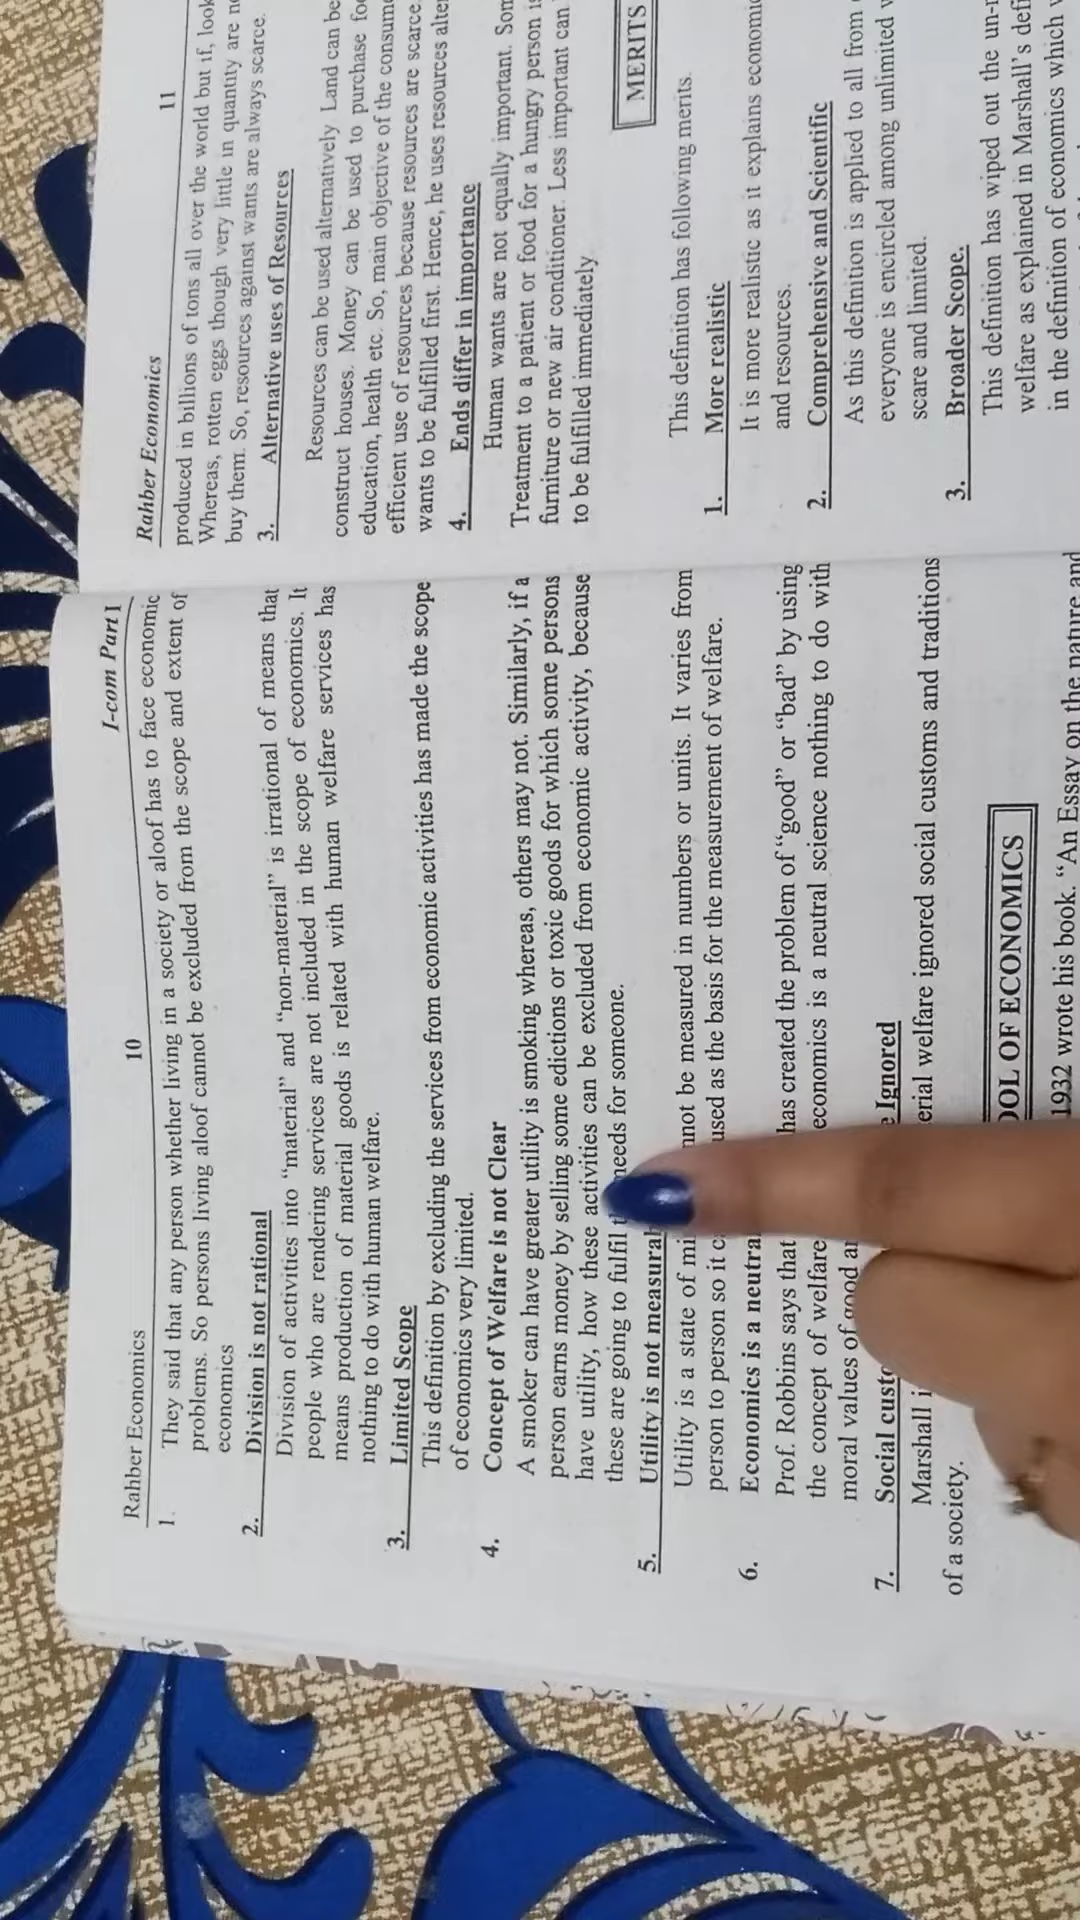 Rahber Economics 10 I-com Part I
1. They said that any person whether living in a society or aloof has to face economic
problems. So persons living aloof cannot be excluded from the scope and extent of
economics
2. Division is not rational
Division of activities into “material” and “non-material” is irrational of means that
people who are rendering services are not included in the scope of economics. It
means production of material goods is related with human welfare services has
nothing to do with human welfare.
3. Limited Scope
This definition by excluding the services from economic activities has made the scope
of economics very limited.
4. Concept of Welfare is not Clear
A smoker can have greater utility is smoking whereas, others may not. Similarly, if a
person earns money by selling some edictions or toxic goods for which some persons
have utility, how these activities can be excluded from economic activity, because
these are going to fulfil needs for someone.
5. Utility is not
Utility is a state of be measured in numbers or units. It varies from
person to person so it used as the basis for the measurement of welfare.
6. Economics is a
Prof. Robbins says that has created the problem of “good” or “bad” by using
the concept of welfare economics is a neutral science nothing to do with
moral values of good
7. Social Ignored
Marshall welfare ignored social customs and traditions
of a society.
OF ECONOMICS
1932 wrote his book. “An Essay on the nature and
Rahber Economics 11
produced in billions of tons all over the world but if, look
Whereas, rotten eggs though very little in quantity are
buy them. So, resources against wants are always scarce.
3. Alternative uses of Resources
Resources can be used alternatively. Land can be
construct houses. Money can be used to purchase
education, health etc. So, main objective of the
efficient use of resources because resources are scarce.
wants to be fulfilled first. Hence, he uses resources
4. Ends differ in importance
Human wants are not equally important.
Treatment to a patient or food for a hungry person
furniture or new air conditioner. Less important can
to be fulfilled immediately.
MERITS
This definition has following merits.
1. More realistic
It is more realistic as it explains
and resources.
2. Comprehensive and Scientific
As this definition is applied to all from
everyone is encircled among unlimited
scare and limited.
3. Broader Scope.
This definition has wiped out the
welfare as explained in Marshall’s
in the definition of economics which